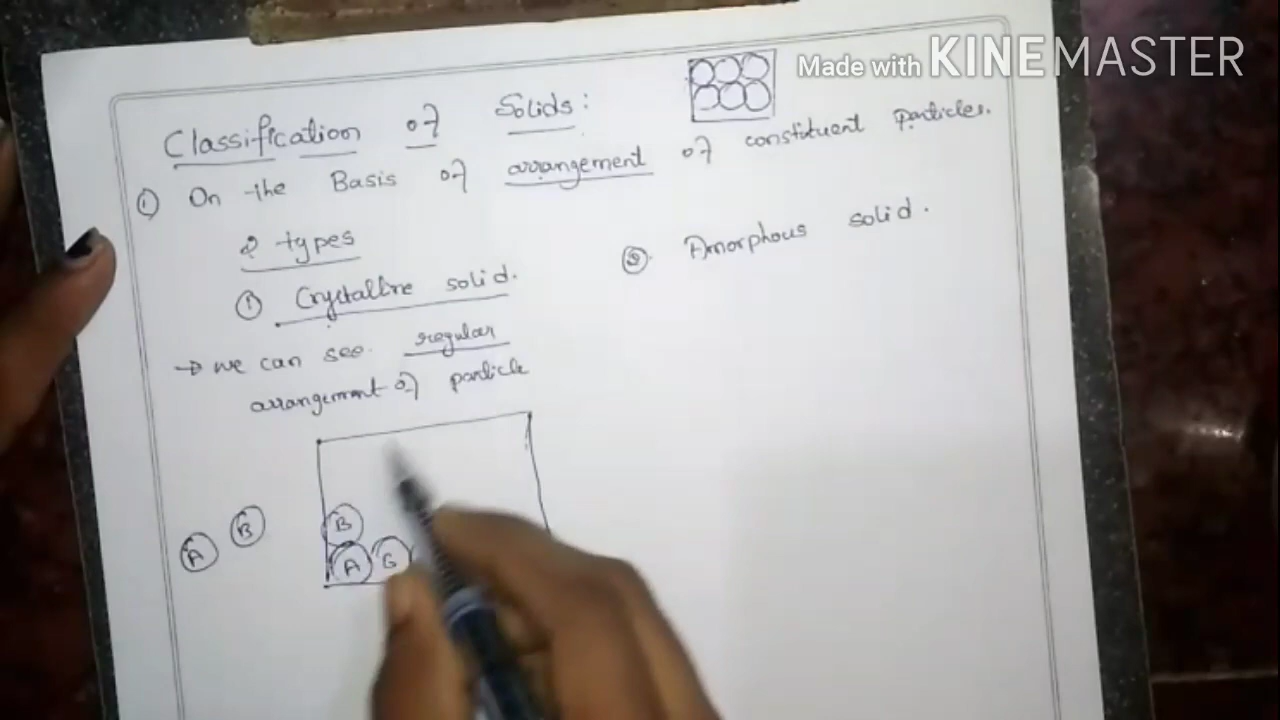 Made with KINEMASTER
Classification of Solids:
① On the Basis of arrangement of constituent particles.
2 types
① Crystalline solid.
② Amorphous solid.
→ we can see regular
arrangement of particle
B
A B
A B